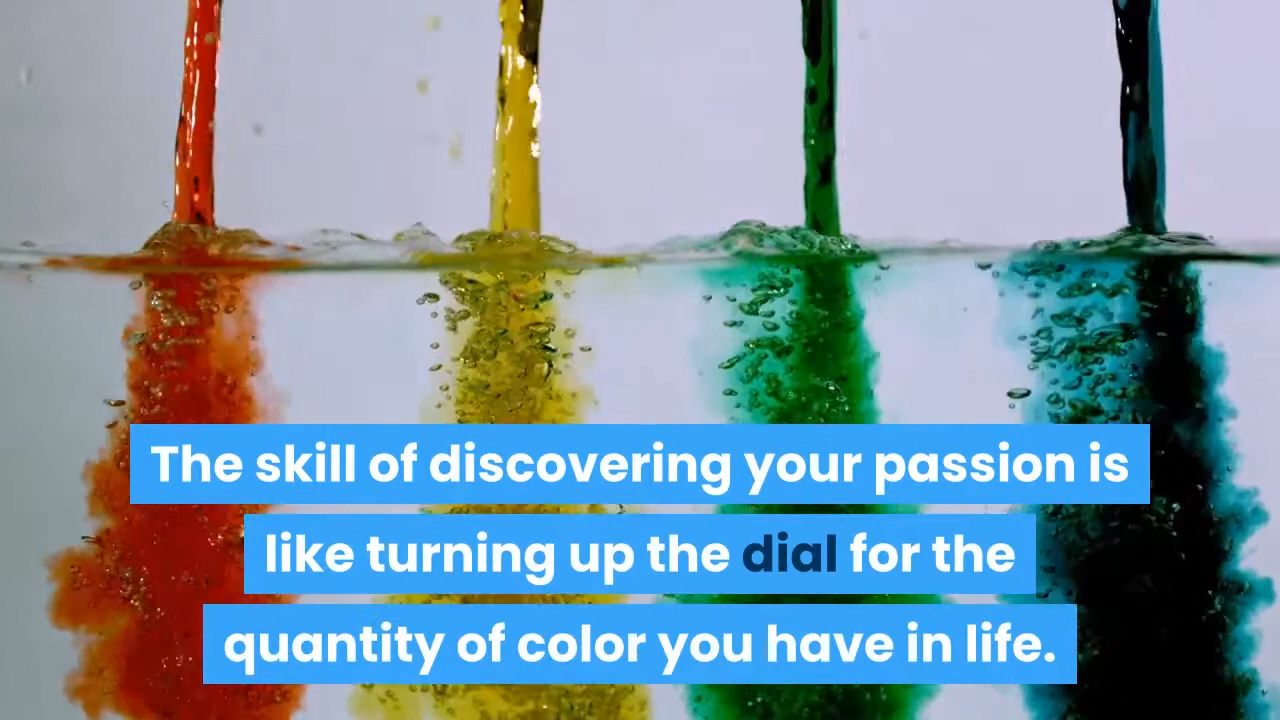 The skill of discovering your passion is
like turning up the dial for the
quantity of color you have in life.